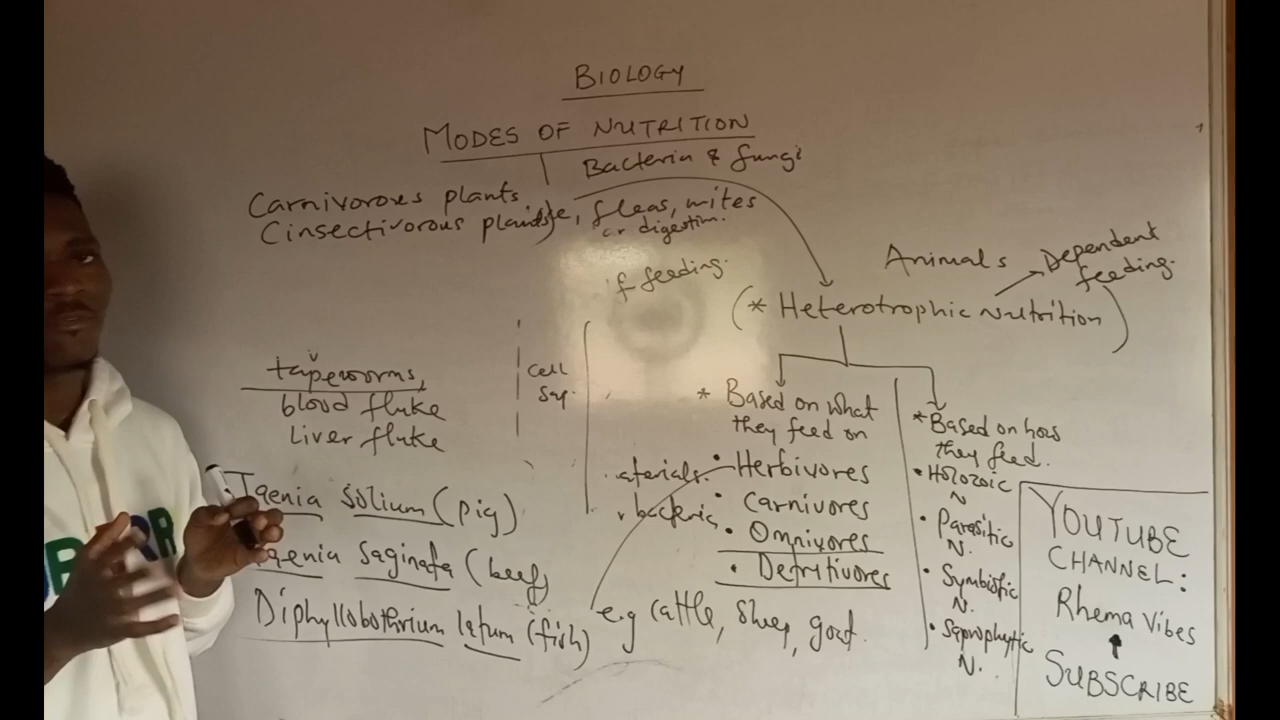 BIOLOGY
MODES OF NUTRITION
Bacteria & fungi
Carnivorous plants.
(insectivorous plants)
fleas, mites
or digestion.
f feeding.
Animals
Dependent
feeding.
(* Heterotrophic Nutrition)
tapeworms,
blood fluke
Liver fluke
cell
sap.
* Based on what
they feed on
• Herbivores
• Carnivores
• Omnivores
• Detritivores
e.g cattle, sheep, goat.
aterials.
bacteria
* Based on how
they feed.
• Holozoic
N
• Parasitic
N.
• Symbiotic
N.
• Saprophytic
N.
• Taenia Solium (pig)
Taenia Saginata (beef)
Diphyllobothrium latum (fish)
YOUTUBE
CHANNEL:
Rhema Vibes
SUBSCRIBE